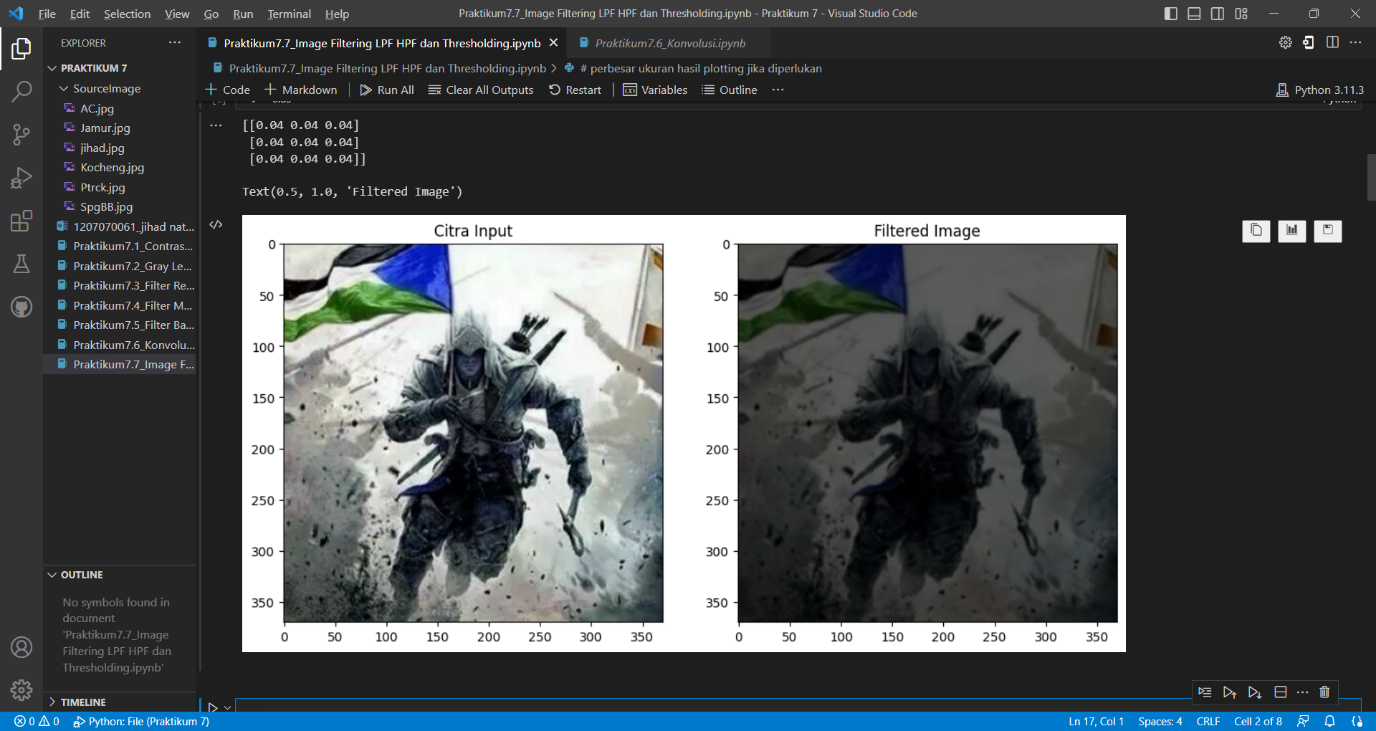 File Edit Selection View Go Run Terminal Help
Praktikum7.7_Image Filtering LPF HPF dan Thresholding.ipynb - Praktikum 7 - Visual Studio Code
EXPLORER
PRAKTIKUM 7
SourceImage
AC.jpg
Jamur.jpg
jihad.jpg
Kocheng.jpg
Ptrck.jpg
SpgBB.jpg
1207070061_jihad nat...
Praktikum7.1_Contras...
Praktikum7.2_Gray Le...
Praktikum7.3_Filter Re...
Praktikum7.4_Filter M...
Praktikum7.5_Filter Ba...
Praktikum7.6_Konvolu...
Praktikum7.7_Image F...
OUTLINE
No symbols found in
document
'Praktikum7.7_Image
Filtering LPF HPF dan
Thresholding.ipynb'
TIMELINE
Praktikum7.7_Image Filtering LPF HPF dan Thresholding.ipynb
Praktikum7.6_Konvolusi.ipynb
Praktikum7.7_Image Filtering LPF HPF dan Thresholding.ipynb > # perbesar ukuran hasil plotting jika diperlukan
+ Code + Markdown Run All Clear All Outputs Restart Variables Outline ...
Python 3.11.3
[[0.04 0.04 0.04]
[0.04 0.04 0.04]
[0.04 0.04 0.04]]
Text(0.5, 1.0, 'Filtered Image')
Citra Input
0
50
100
150
200
250
300
350
0 50 100 150 200 250 300 350
Filtered Image
0
50
100
150
200
250
300
350
0 50 100 150 200 250 300 350
0 0 Python: File (Praktikum 7)
Ln 17, Col 1 Spaces: 4 CRLF Cell 2 of 8